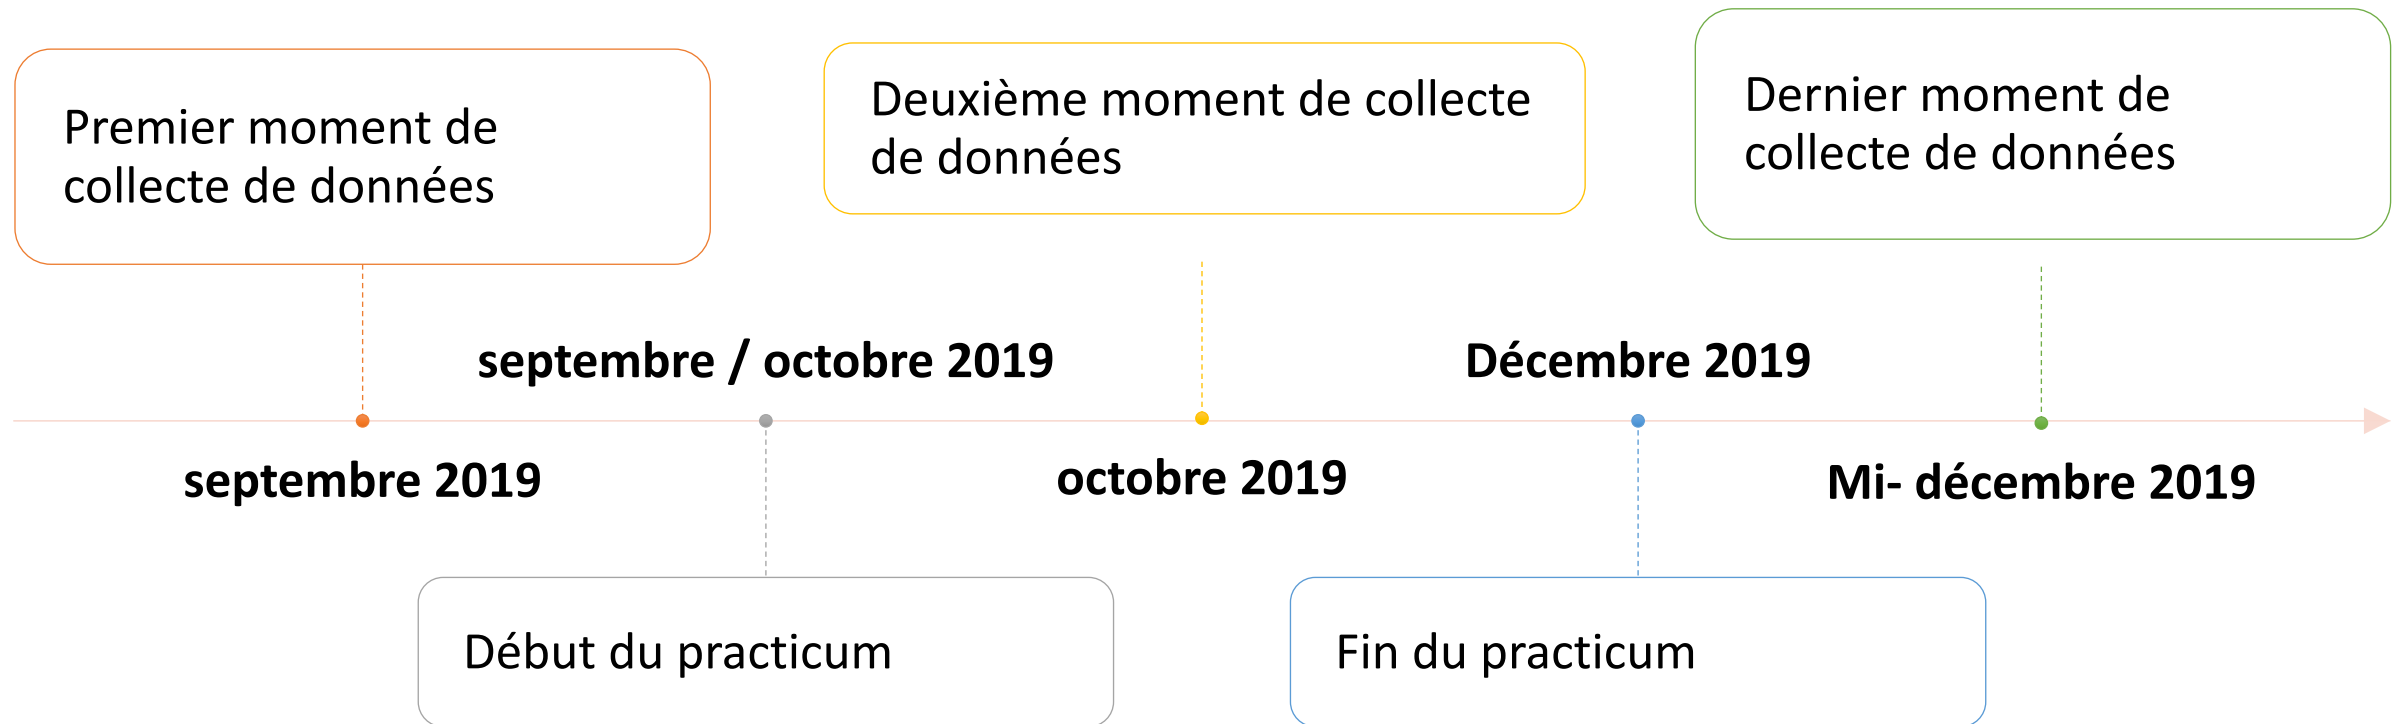 Premier moment de
collecte de données
Deuxième moment de collecte
de données
Dernier moment de
collecte de données
septembre / octobre 2019
Décembre 2019
septembre 2019
octobre 2019
Mi- décembre 2019
Début du practicum
Fin du practicum